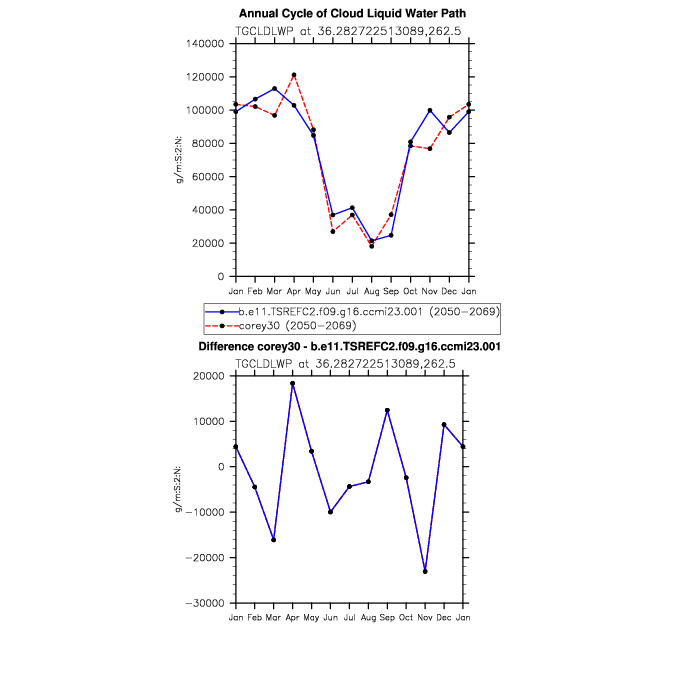 Annual Cycle of Cloud Liquid Water Path
TGCLDLWP at 36.282722513089,262.5
140000
120000
100000
80000
60000
40000
20000
0
g/m:S:2:N:
Jan Feb Mar Apr May Jun Jul Aug Sep Oct Nov Dec Jan
b.e11.TSREFC2.f09.g16.ccmi23.001 (2050-2069)
corey30 (2050-2069)
Difference corey30 - b.e11.TSREFC2.f09.g16.ccmi23.001
TGCLDLWP at 36.282722513089,262.5
20000
10000
0
-10000
-20000
-30000
g/m:S:2:N:
Jan Feb Mar Apr May Jun Jul Aug Sep Oct Nov Dec Jan